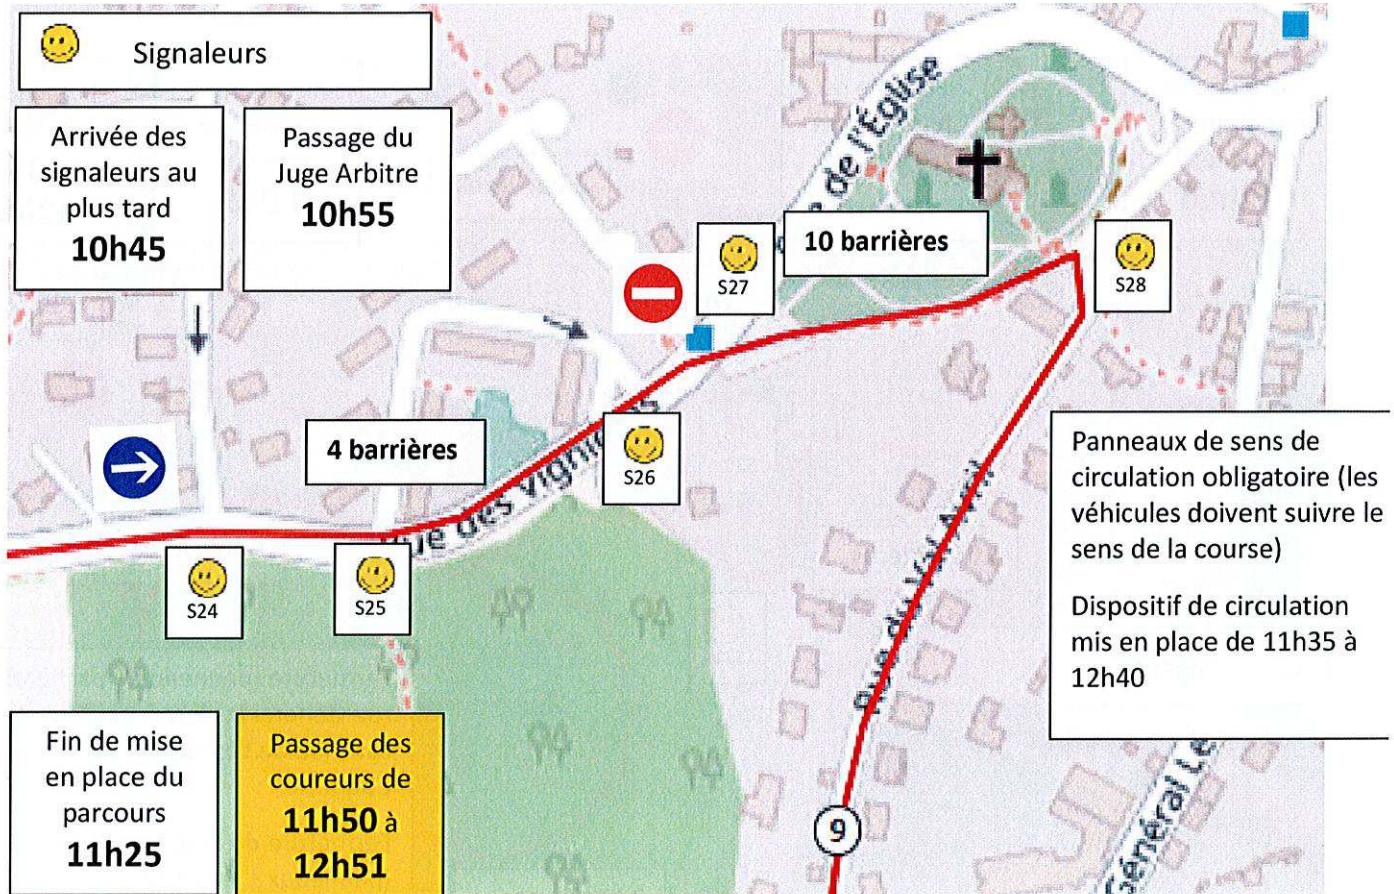 Signaleurs
Arrivée des
signaleurs au
plus tard
10h45
Passage du
Juge Arbitre
10h55
de l'Église
S27
10 barrières
S28
4 barrières
S26
Rue des Vignerons
S24
S25
Rue du Val Avril
Panneaux de sens de
circulation obligatoire (les
véhicules doivent suivre le
sens de la course)
Dispositif de circulation
mis en place de 11h35 à
12h40
Fin de mise
en place du
parcours
11h25
Passage des
coureurs de
11h50 à
12h51
9
Général Le